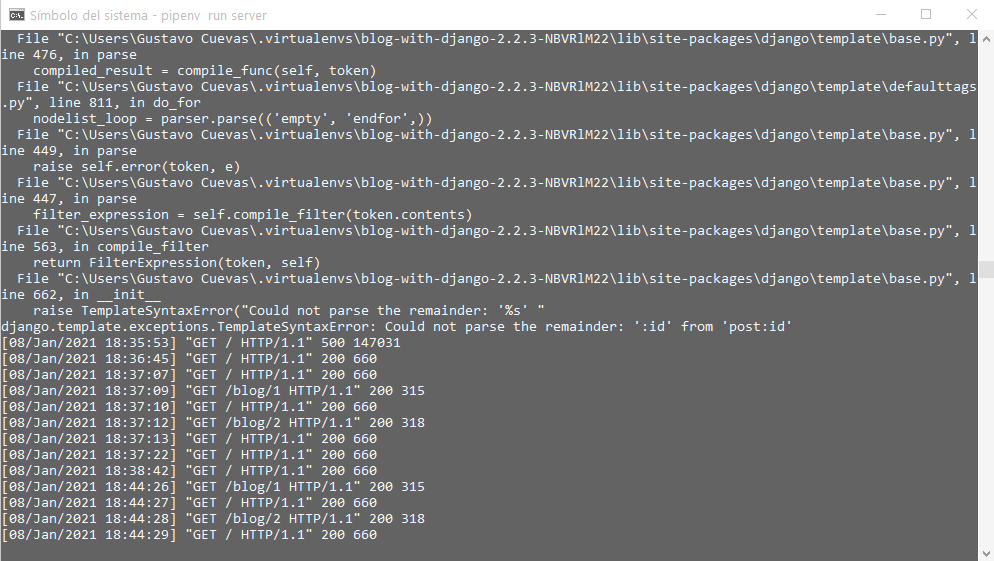 Símbolo del sistema - pipenv  run server
  File "C:\Users\Gustavo Cuevas\.virtualenvs\blog-with-django-2.2.3-NBVRlM22\lib\site-packages\django\template\base.py", l
ine 476, in parse
    compiled_result = compile_func(self, token)
  File "C:\Users\Gustavo Cuevas\.virtualenvs\blog-with-django-2.2.3-NBVRlM22\lib\site-packages\django\template\defaulttags
.py", line 811, in do_for
    nodelist_loop = parser.parse(('empty', 'endfor',))
  File "C:\Users\Gustavo Cuevas\.virtualenvs\blog-with-django-2.2.3-NBVRlM22\lib\site-packages\django\template\base.py", l
ine 449, in parse
    raise self.error(token, e)
  File "C:\Users\Gustavo Cuevas\.virtualenvs\blog-with-django-2.2.3-NBVRlM22\lib\site-packages\django\template\base.py", l
ine 447, in parse
    filter_expression = self.compile_filter(token.contents)
  File "C:\Users\Gustavo Cuevas\.virtualenvs\blog-with-django-2.2.3-NBVRlM22\lib\site-packages\django\template\base.py", l
ine 563, in compile_filter
    return FilterExpression(token, self)
  File "C:\Users\Gustavo Cuevas\.virtualenvs\blog-with-django-2.2.3-NBVRlM22\lib\site-packages\django\template\base.py", l
ine 662, in __init__
    raise TemplateSyntaxError("Could not parse the remainder: '%s' "
django.template.exceptions.TemplateSyntaxError: Could not parse the remainder: ':id' from 'post:id'
[08/Jan/2021 18:35:53] "GET / HTTP/1.1" 500 147031
[08/Jan/2021 18:36:45] "GET / HTTP/1.1" 200 660
[08/Jan/2021 18:37:07] "GET / HTTP/1.1" 200 660
[08/Jan/2021 18:37:09] "GET /blog/1 HTTP/1.1" 200 315
[08/Jan/2021 18:37:10] "GET / HTTP/1.1" 200 660
[08/Jan/2021 18:37:12] "GET /blog/2 HTTP/1.1" 200 318
[08/Jan/2021 18:37:13] "GET / HTTP/1.1" 200 660
[08/Jan/2021 18:37:22] "GET / HTTP/1.1" 200 660
[08/Jan/2021 18:38:42] "GET / HTTP/1.1" 200 660
[08/Jan/2021 18:44:26] "GET /blog/1 HTTP/1.1" 200 315
[08/Jan/2021 18:44:27] "GET / HTTP/1.1" 200 660
[08/Jan/2021 18:44:28] "GET /blog/2 HTTP/1.1" 200 318
[08/Jan/2021 18:44:29] "GET / HTTP/1.1" 200 660